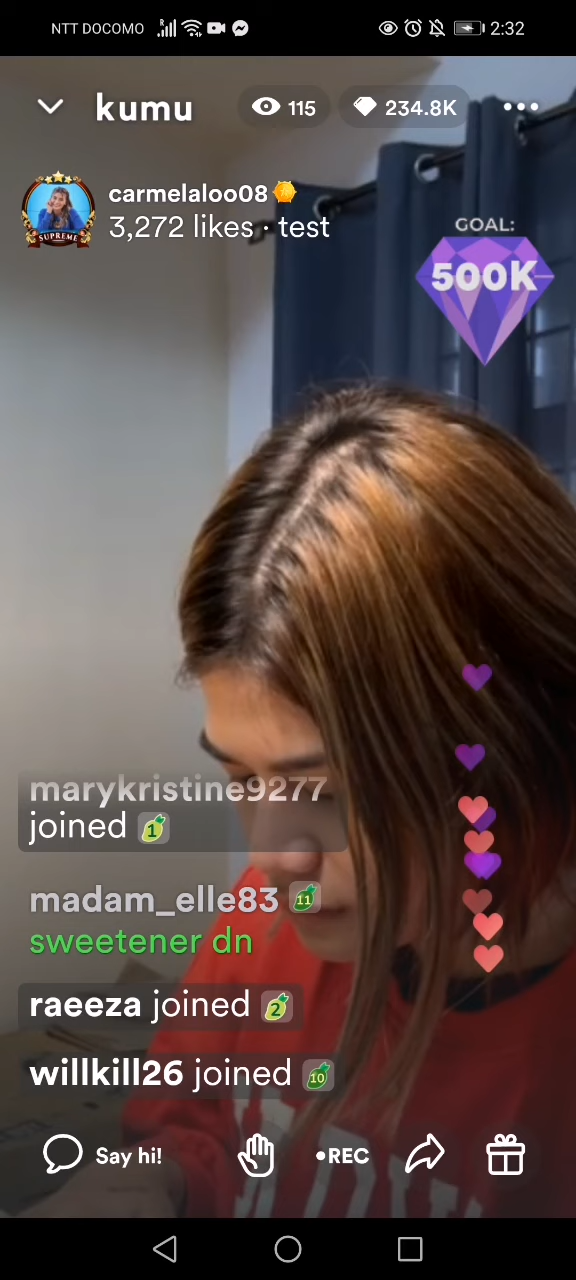 NTT DOCOMO
2:32
kumu
115
234.8K
carmelaloo08
3,272 likes · test
SUPREME
GOAL:
500K
marykristine9277
joined 1
madam_elle83 11
sweetener dn
raeeza joined 2
willkill26 joined 10
Say hi!
•REC